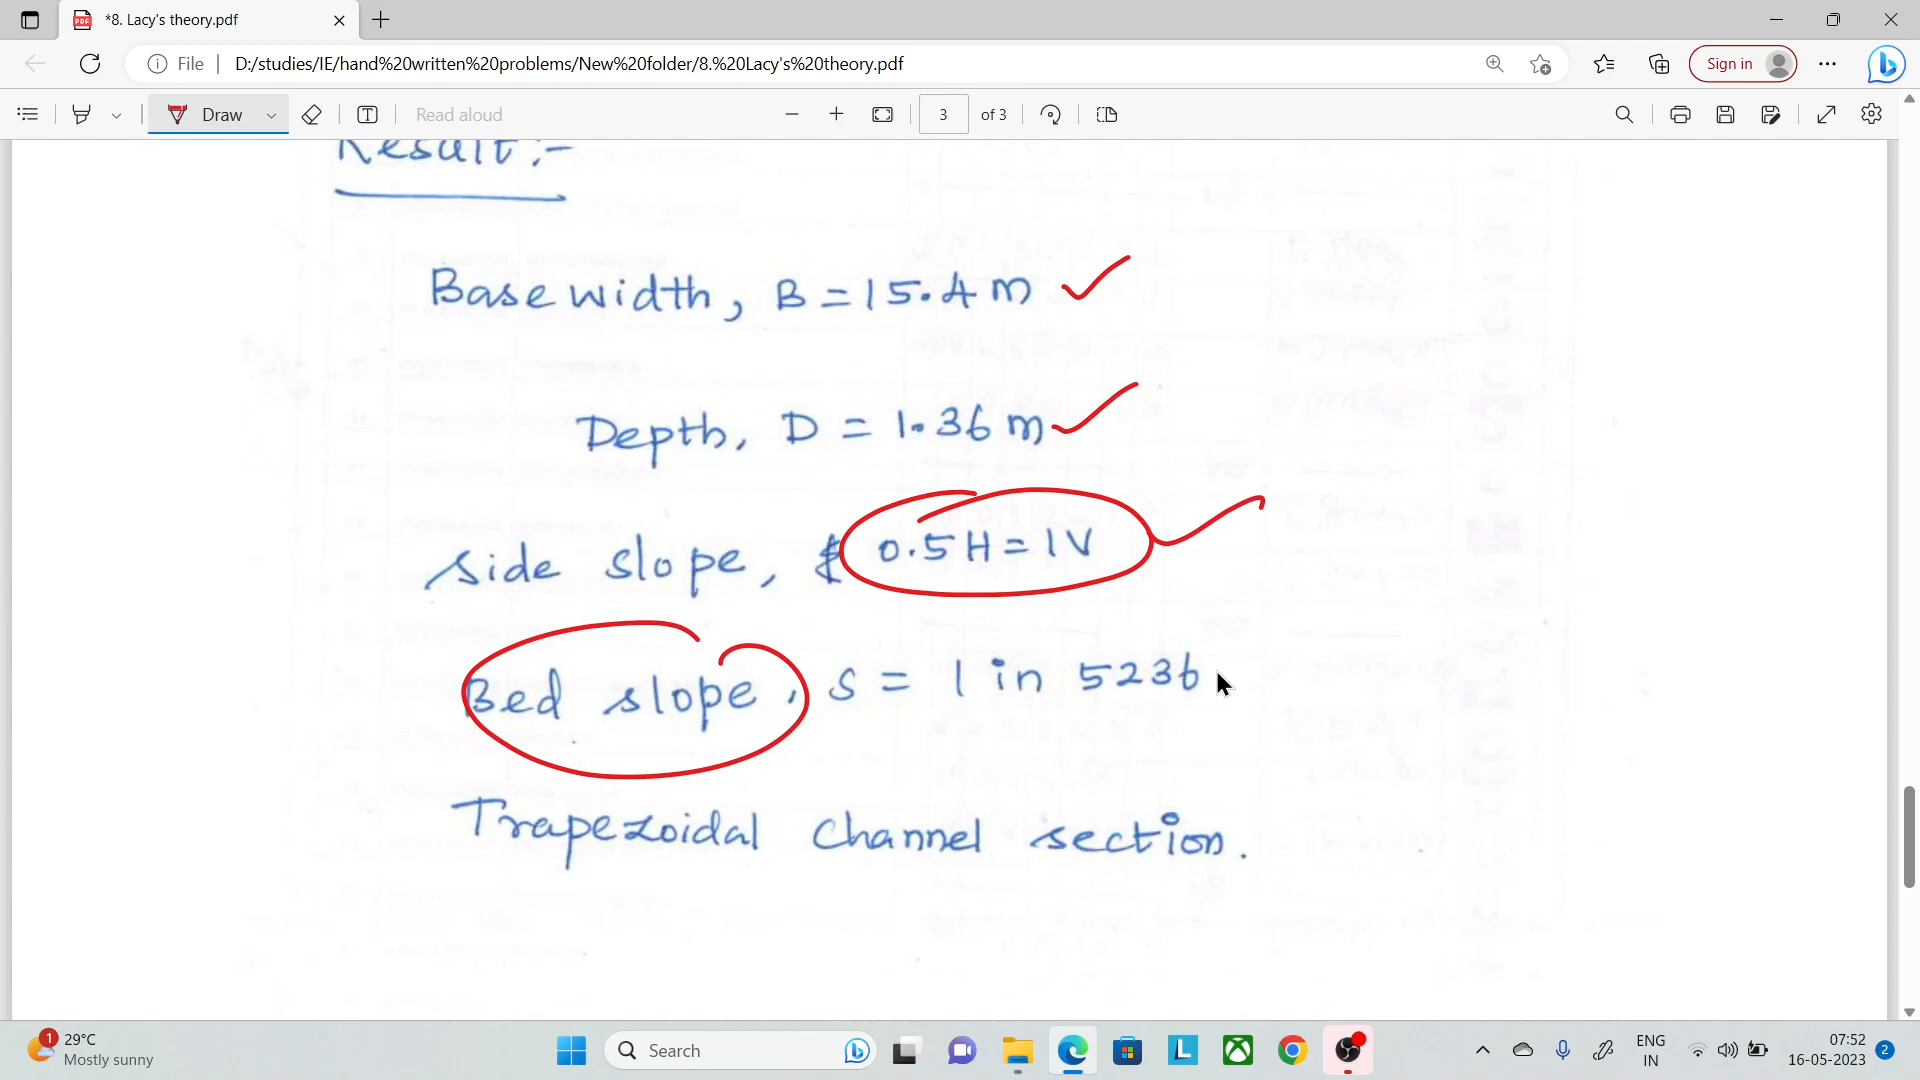 *8. Lacy's theory.pdf
File D:/studies/IE/hand%20written%20problems/New%20folder/8.%20Lacy's%20theory.pdf
Sign in
Draw
Read aloud
3 of 3
Result:-
Base width, B = 15.4 m
Depth, D = 1.36 m
side slope, 0.5 H = 1 V
Bed slope, S = 1 in 5236
Trapezoidal Channel section.
1
29°C
Mostly sunny
Search
ENG
IN
07:52
16-05-2023
2